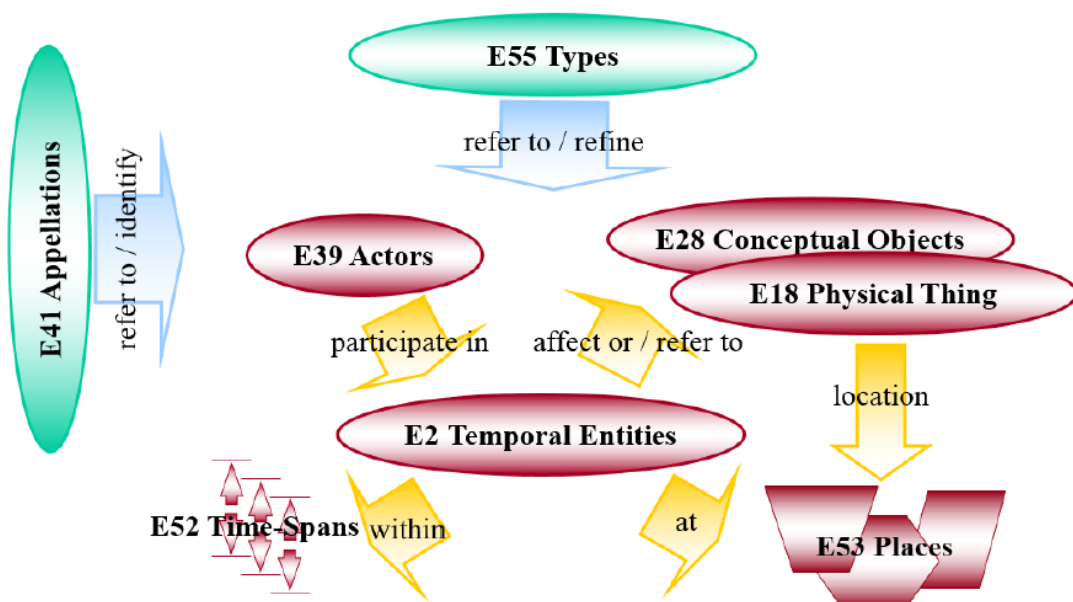 E55 Types
refer to / refine
E41 Appellations
refer to / identify
E39 Actors
E28 Conceptual Objects
E18 Physical Thing
participate in
affect or / refer to
location
E2 Temporal Entities
E52 Time-Spans
within
at
E53 Places